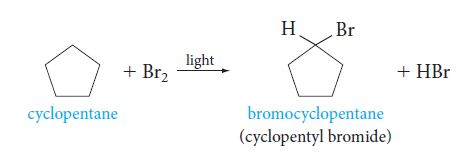 H Br
+ Br₂ light + HBr
cyclopentane bromocyclopentane
(cyclopentyl bromide)